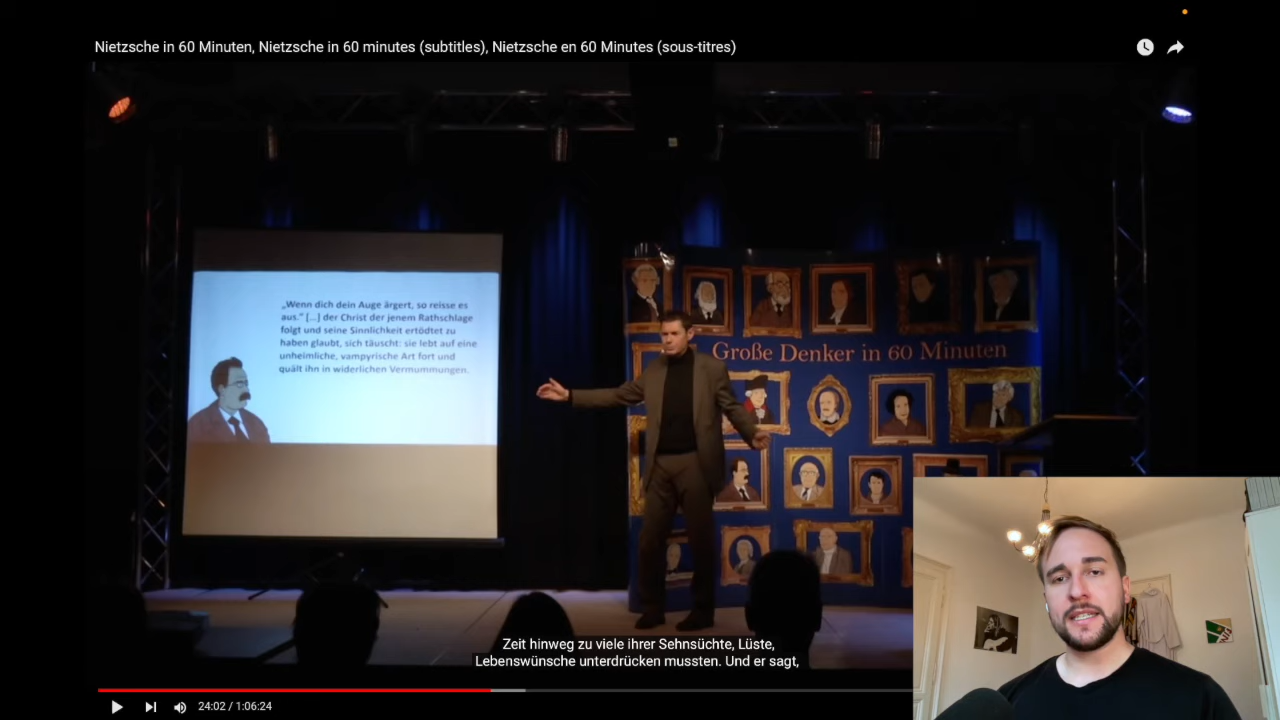 Nietzsche in 60 Minuten, Nietzsche in 60 minutes (subtitles), Nietzsche en 60 Minutes (sous-titres)
„Wenn dich dein Auge ärgert, so reisse es
aus." [...] der Christ der jenem Rathschlage
folgt und seine Sinnlichkeit ertödtet zu
haben glaubt, sich täuscht: sie lebt auf eine
unheimliche, vampyrische Art fort und
quält ihn in widerlichen Vermummungen.
Große Denker in 60 Minuten
Zeit hinweg zu viele ihrer Sehnsüchte, Lüste,
Lebenswünsche unterdrücken mussten. Und er sagt,
24:02 / 1:06:24